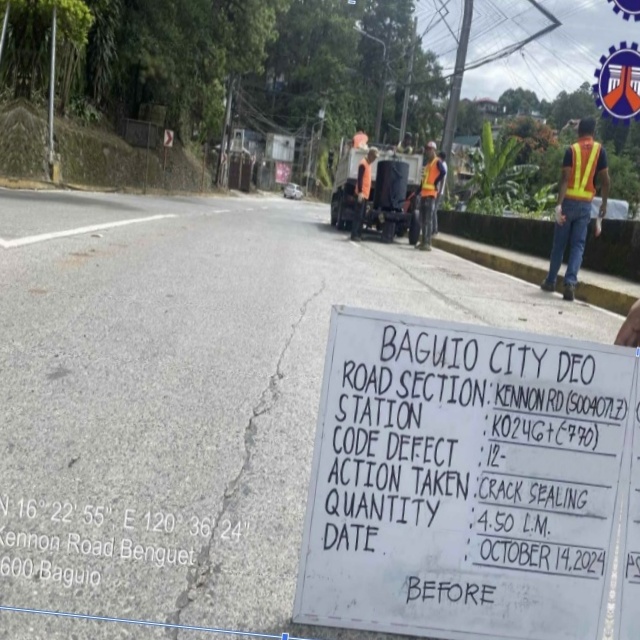 BAGUIO CITY DEO
ROAD SECTION: KENNON RD (S00407LZ)
STATION : K0246+(-770)
CODE DEFECT : 12
ACTION TAKEN: CRACK SEALING
QUANTITY : 4.50 L.M.
DATE : OCTOBER 14, 2024
BEFORE
N 16° 22' 55" E 120° 36' 24"
Kennon Road Benguet
2600 Baguio